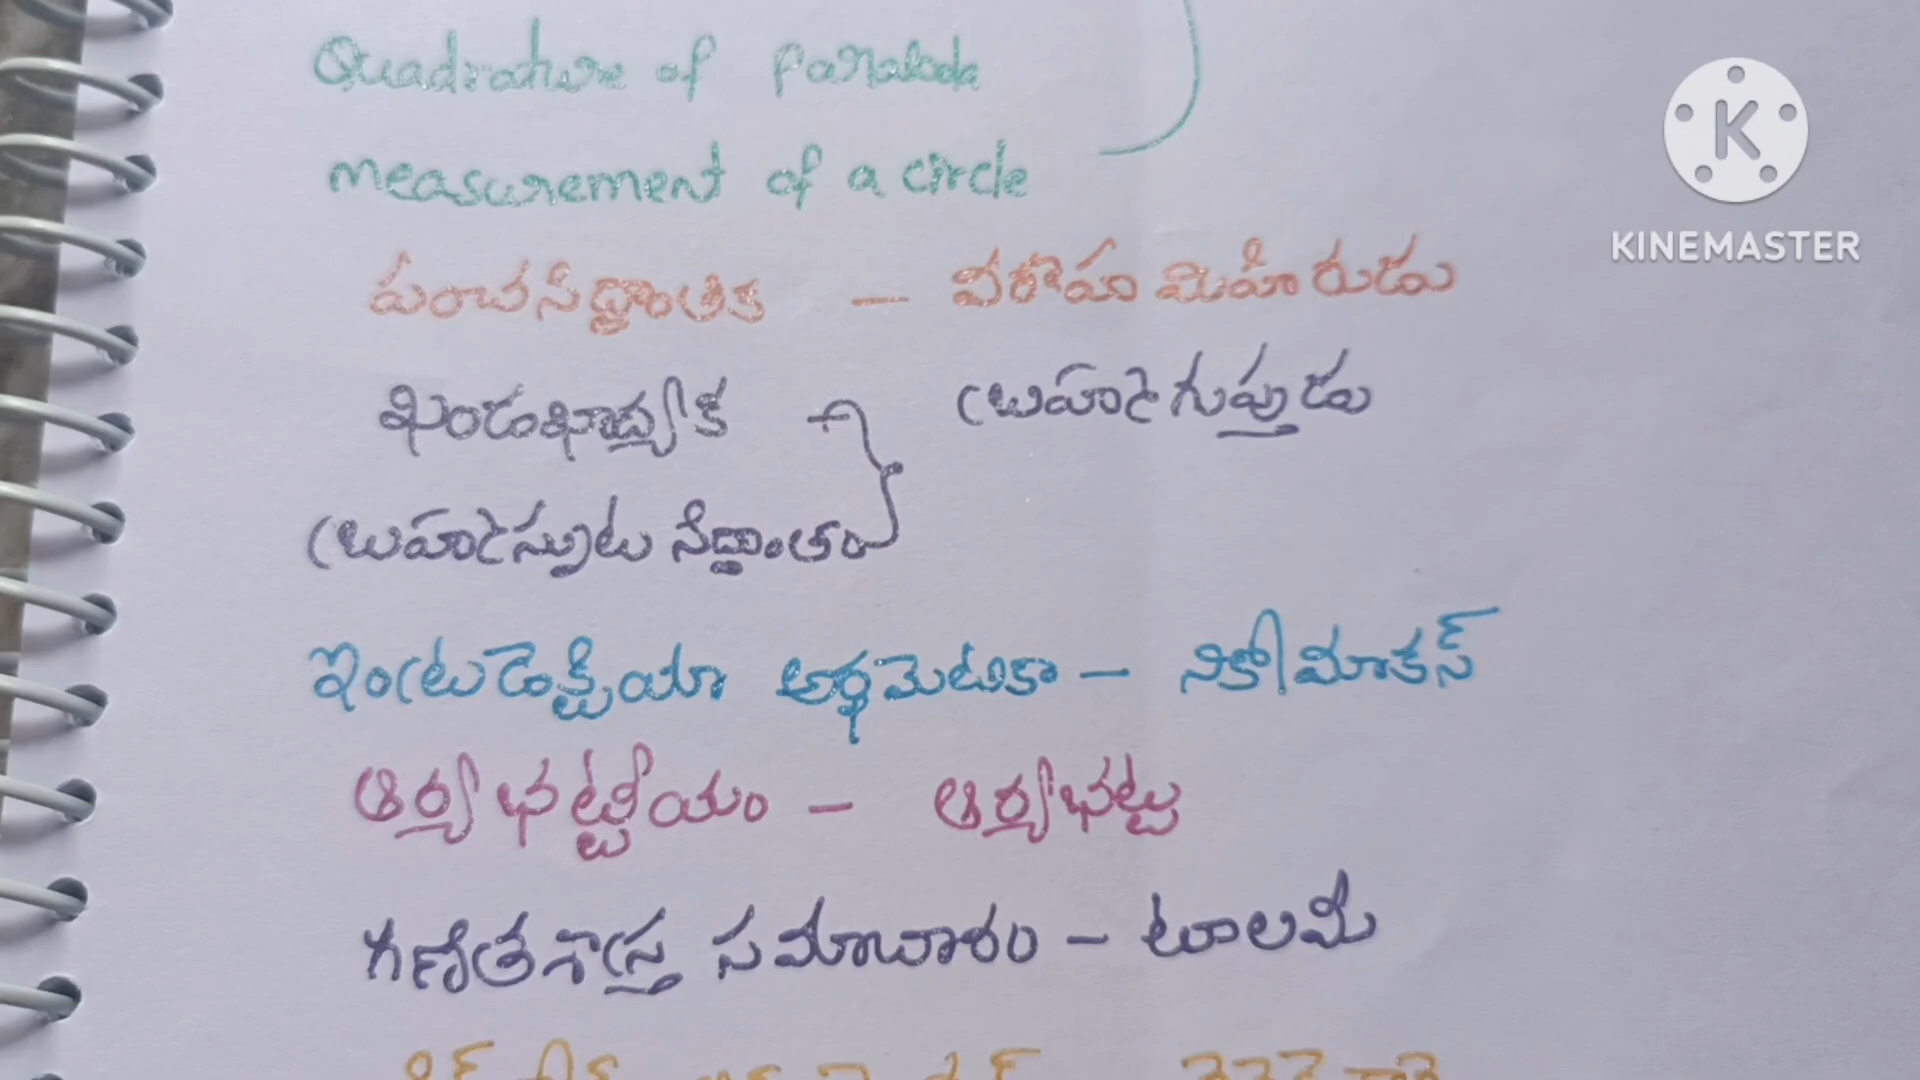 Quadrature of parabola
measurement of a circle
KINEMASTER
పంచసిద్ధాంతిక – వరాహమిహిరుడు
ఖండఖాద్యక – బ్రహ్మగుప్తుడు
బ్రహ్మస్ఫుట సిద్ధాంతం
ఇంట్రడెక్ట్షియా అర్థమెటికా – నికోమాకస్
ఆర్యభట్టీయం – ఆర్యభట్టు
గణితశాస్త్ర సమాచారం – టాలమీ